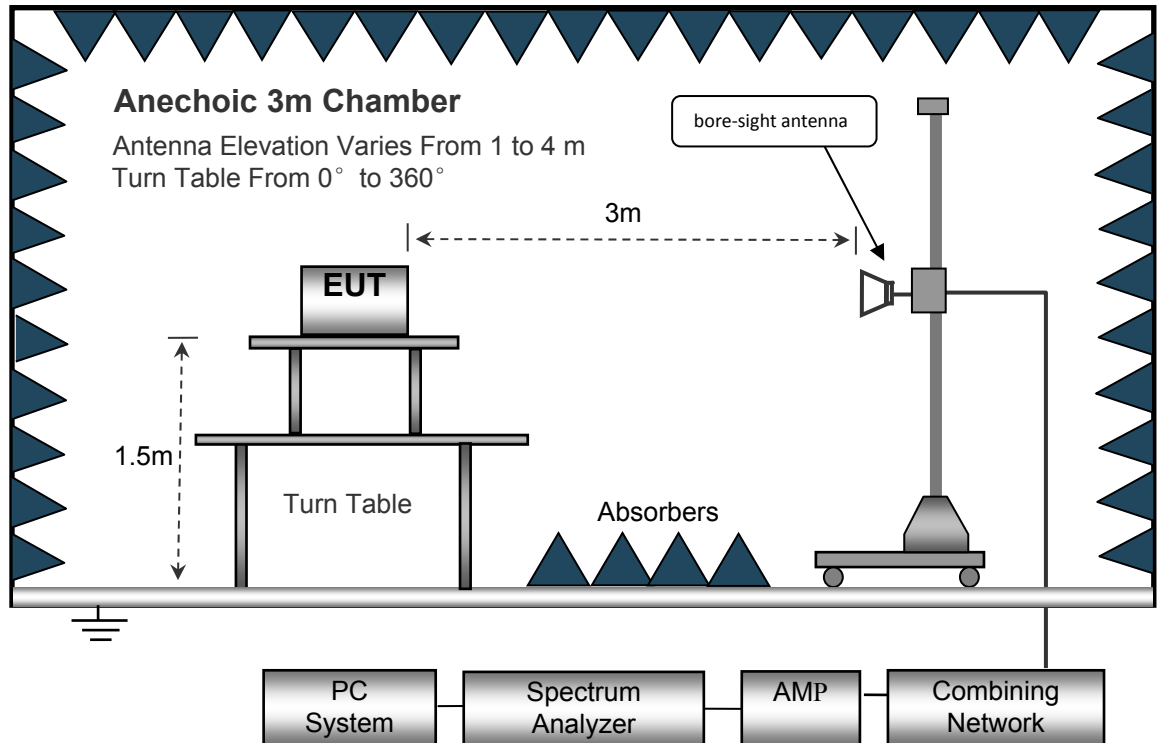 Anechoic 3m Chamber
Antenna Elevation Varies From 1 to 4 m
Turn Table From 0° to 360°
bore-sight antenna
3m
EUT
1.5m
Turn Table
Absorbers
PC
System
Spectrum
Analyzer
AMP
Combining
Network